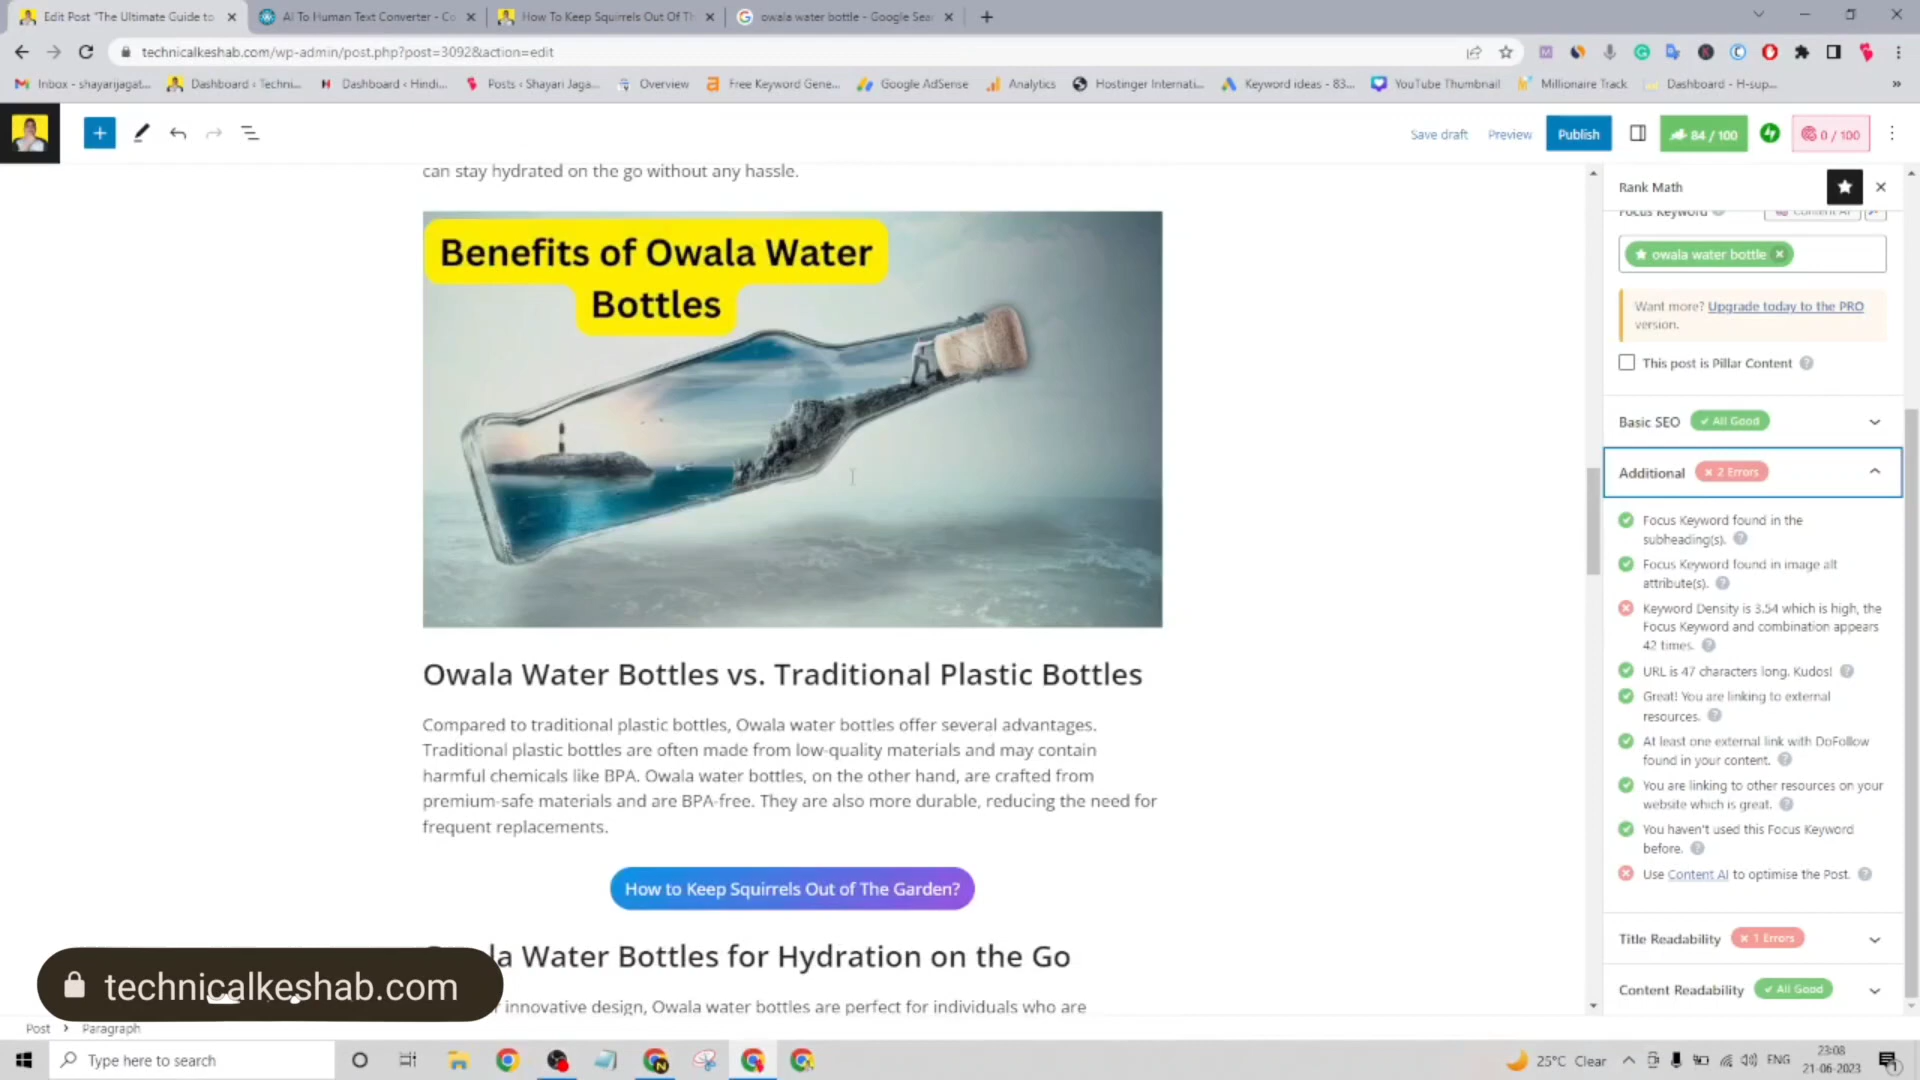 Edit Post "The Ultimate Guide to
AI To Human Text Converter - Co
How To Keep Squirrels Out Of Th
owala water bottle - Google Sear
technicalkeshab.com/wp-admin/post.php?post=3092&action=edit
Inbox - shayarijagat...
Dashboard ‹ Techni...
Dashboard ‹ Hindi...
Posts ‹ Shayari Jaga...
Overview
Free Keyword Gene...
Google AdSense
Analytics
Hostinger Internati...
Keyword ideas - 83...
YouTube Thumbnail
Millionaire Track
Dashboard - H-sup...
Save draft
Preview
Publish
84 / 100
0 / 100
can stay hydrated on the go without any hassle.
Benefits of Owala Water
Bottles
Owala Water Bottles vs. Traditional Plastic Bottles
Compared to traditional plastic bottles, Owala water bottles offer several advantages.
Traditional plastic bottles are often made from low-quality materials and may contain
harmful chemicals like BPA. Owala water bottles, on the other hand, are crafted from
premium-safe materials and are BPA-free. They are also more durable, reducing the need for
frequent replacements.
How to Keep Squirrels Out of The Garden?
Water Bottles for Hydration on the Go
innovative design, Owala water bottles are perfect for individuals who are
technicalkeshab.com
Rank Math
Focus Keyword
Content AI
owala water bottle
Want more? Upgrade today to the PRO
version.
This post is Pillar Content
Basic SEO
All Good
Additional
2 Errors
Focus Keyword found in the
subheading(s).
Focus Keyword found in image alt
attribute(s).
Keyword Density is 3.54 which is high, the
Focus Keyword and combination appears
42 times.
URL is 47 characters long. Kudos!
Great! You are linking to external
resources.
At least one external link with DoFollow
found in your content.
You are linking to other resources on your
website which is great.
You haven't used this Focus Keyword
before.
Use Content AI to optimise the Post.
Title Readability
1 Errors
Content Readability
All Good
Post
Paragraph
Type here to search
25°C Clear
ENG
23:08
21-06-2023